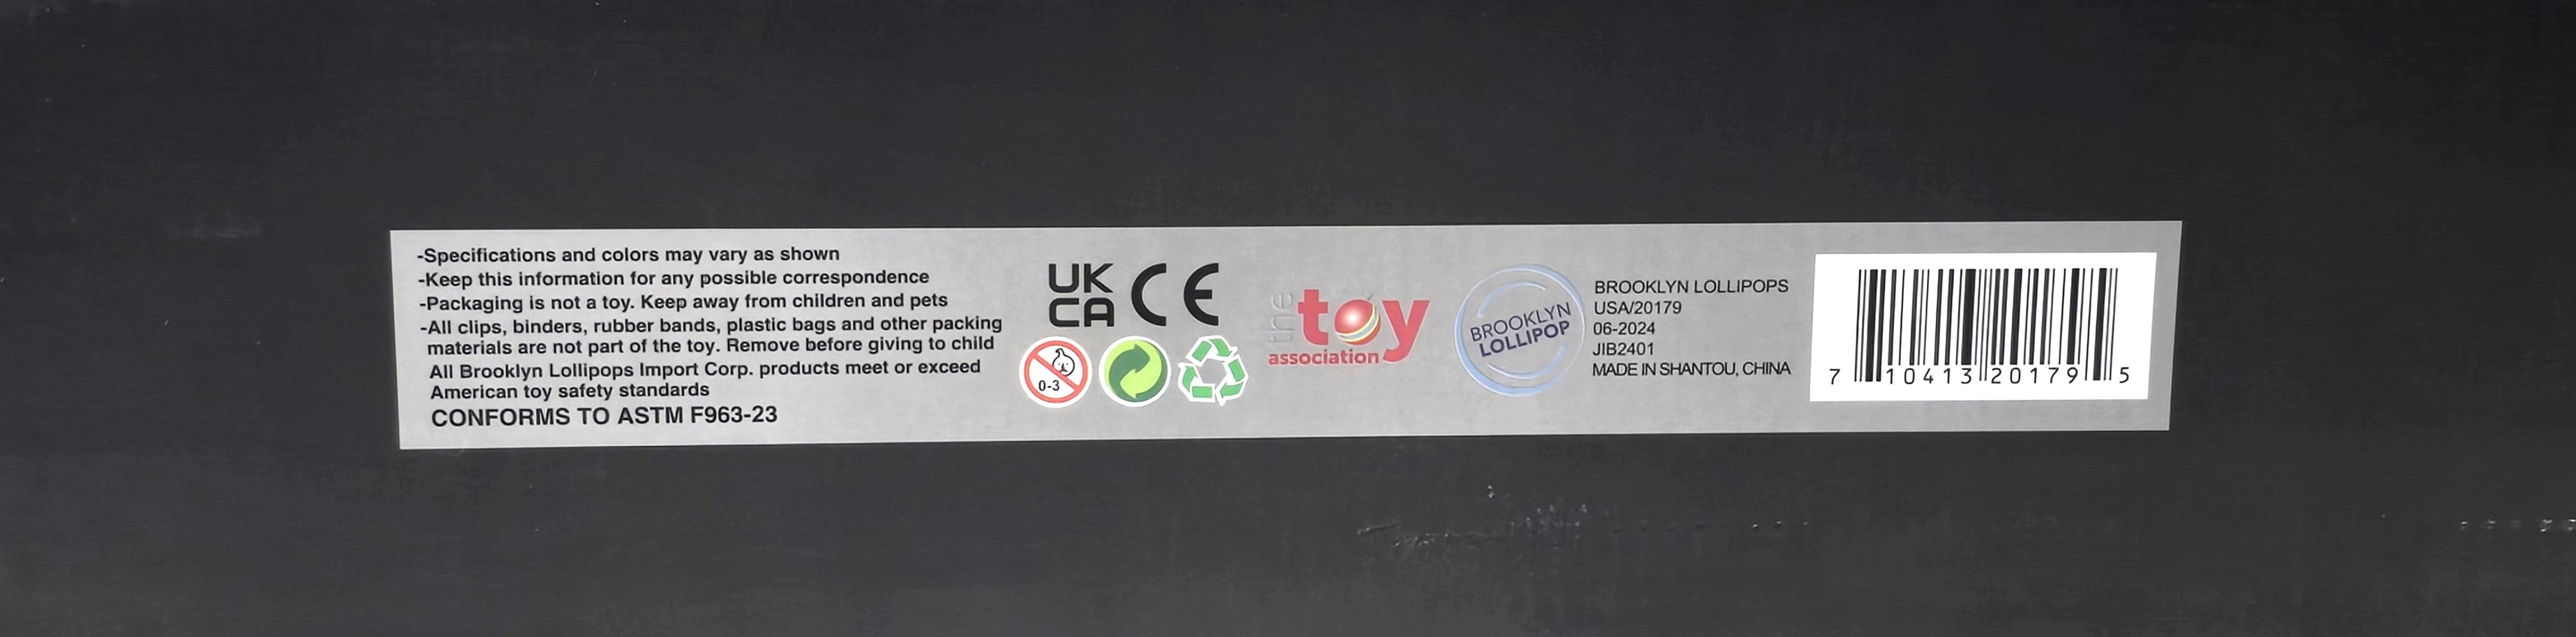 -Specifications and colors may vary as shown
-Keep this information for any possible correspondence
-Packaging is not a toy. Keep away from children and pets
-All clips, binders, rubber bands, plastic bags and other packing
materials are not part of the toy. Remove before giving to child
All Brooklyn Lollipops Import Corp. products meet or exceed
American toy safety standards
CONFORMS TO ASTM F963-23
UK
CA
CE
0-3
the
toy
association
BROOKLYN
LOLLIPOP
BROOKLYN LOLLIPOPS
USA/20179
06-2024
JIB2401
MADE IN SHANTOU, CHINA
7 10413 20179 5